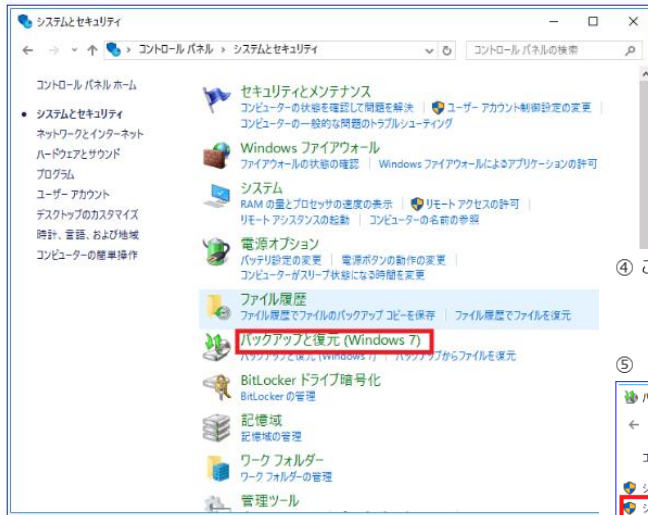 システムとセキュリティ
コントロール パネル › システムとセキュリティ
コントロール パネルの検索
コントロール パネル ホーム
システムとセキュリティ
ネットワークとインターネット
ハードウェアとサウンド
プログラム
ユーザー アカウント
デスクトップのカスタマイズ
時計、言語、および地域
コンピューターの簡単操作
セキュリティとメンテナンス
コンピューターの状態を確認して問題を解決 ユーザー アカウント制御設定の変更
コンピューターの一般的な問題のトラブルシューティング
Windows ファイアウォール
ファイアウォールの状態の確認 Windows ファイアウォールによるアプリケーションの許可
システム
RAM の量とプロセッサの速度の表示 リモート アクセスの許可
リモート アシスタンスの起動 コンピューターの名前の参照
電源オプション
バッテリ設定の変更 電源ボタンの動作の変更
コンピューターがスリープ状態になる時間を変更
ファイル履歴
ファイル履歴でファイルのバックアップ コピーを保存 ファイル履歴でファイルを復元
バックアップと復元 (Windows 7)
バックアップと復元 (Windows 7) バックアップからファイルを復元
BitLocker ドライブ暗号化
BitLocker の管理
記憶域
記憶域の管理
ワーク フォルダー
ワーク フォルダーの管理
管理ツール
④
⑤